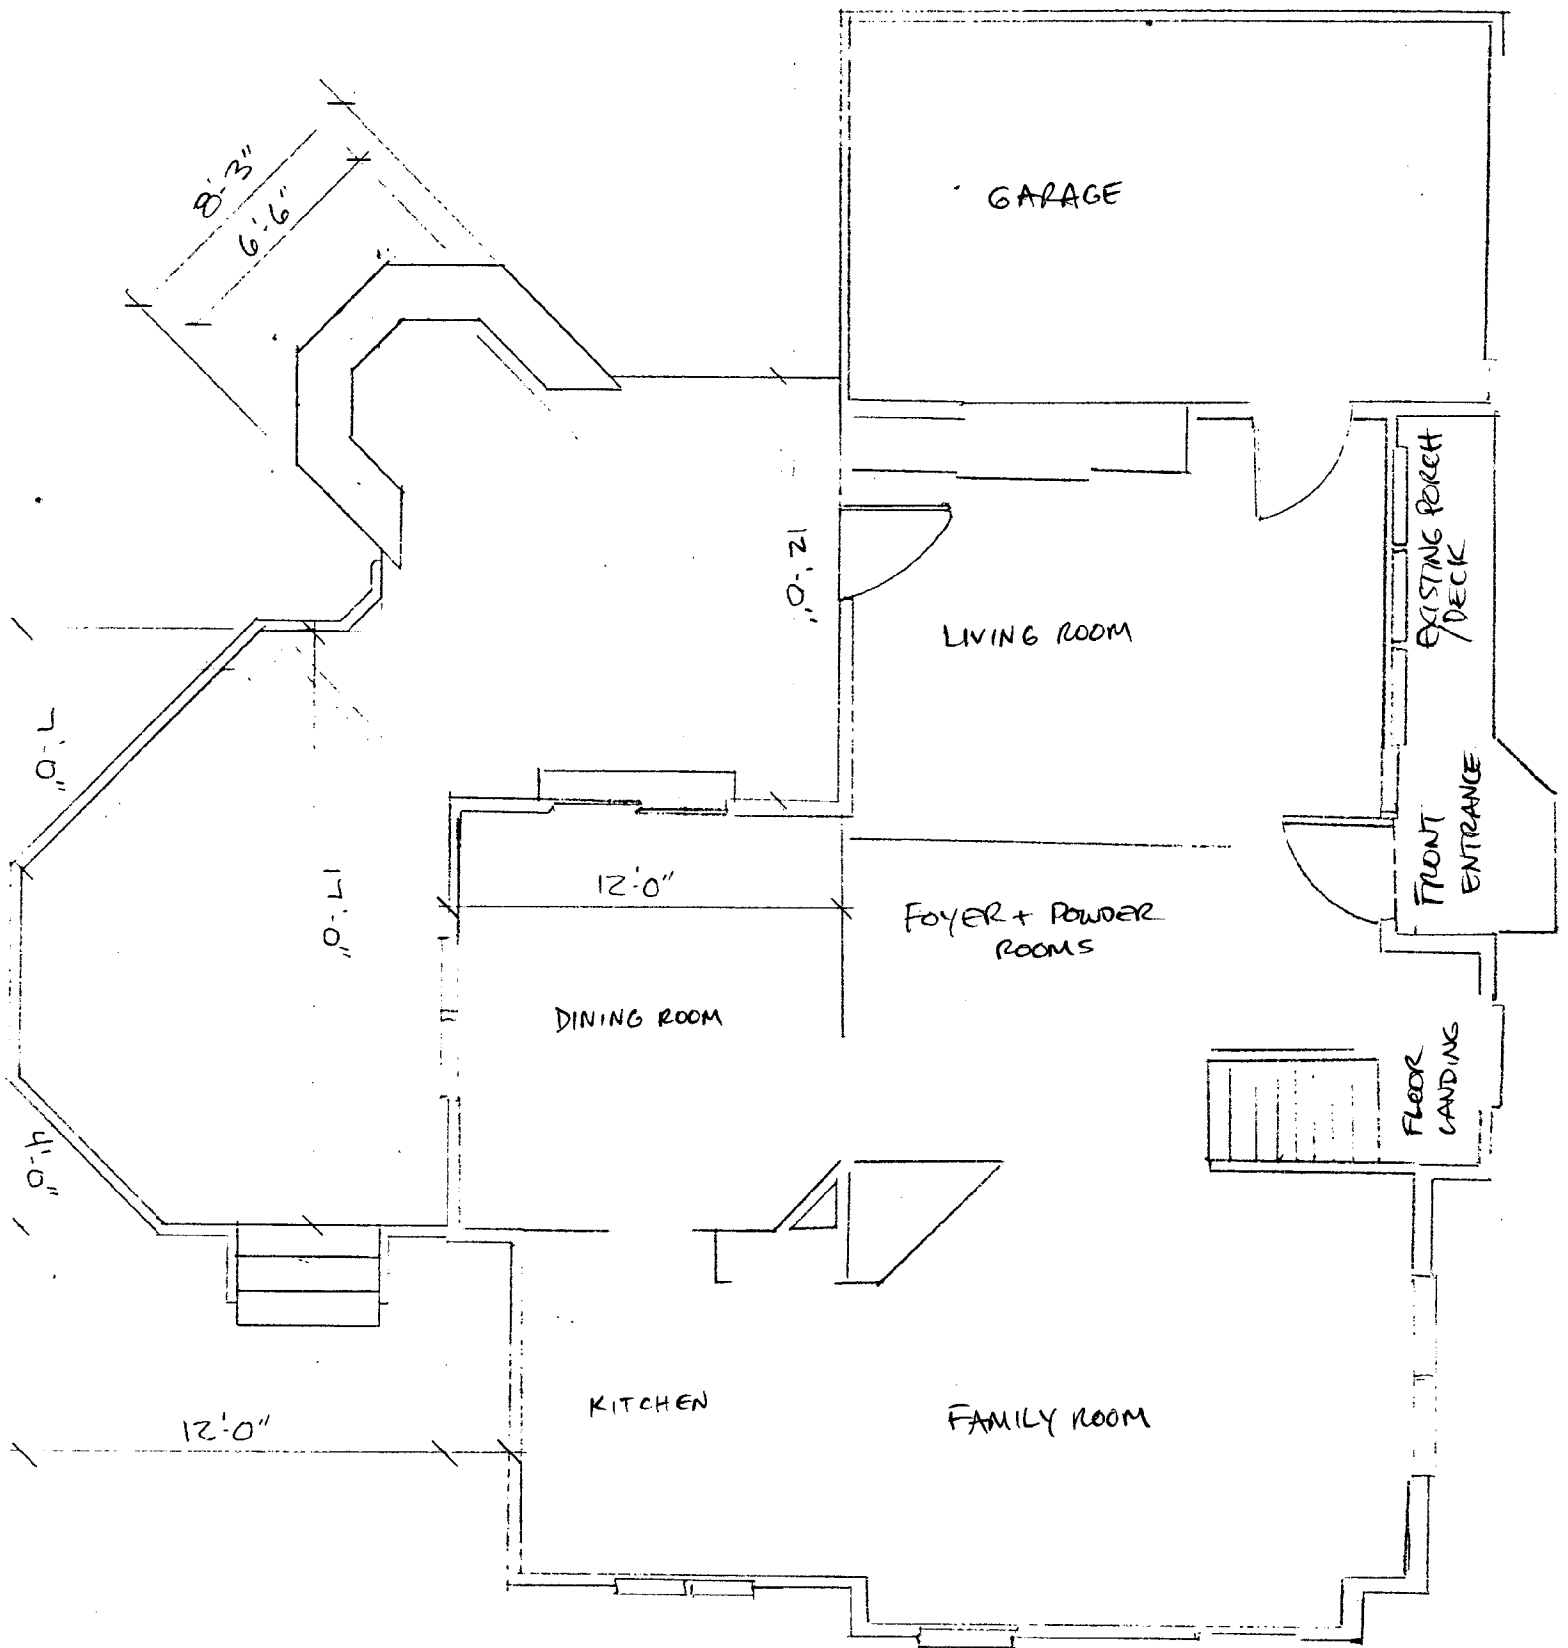 8'-3"
6'-6"
GARAGE
EXISTING PORCH
/DECK
12'-0"
LIVING ROOM
7'-0"
FRONT
ENTRANCE
12'-0"
17'-0"
FOYER + POWDER
ROOMS
DINING ROOM
FLOOR
LANDING
4'-0"
KITCHEN
FAMILY ROOM
12'-0"